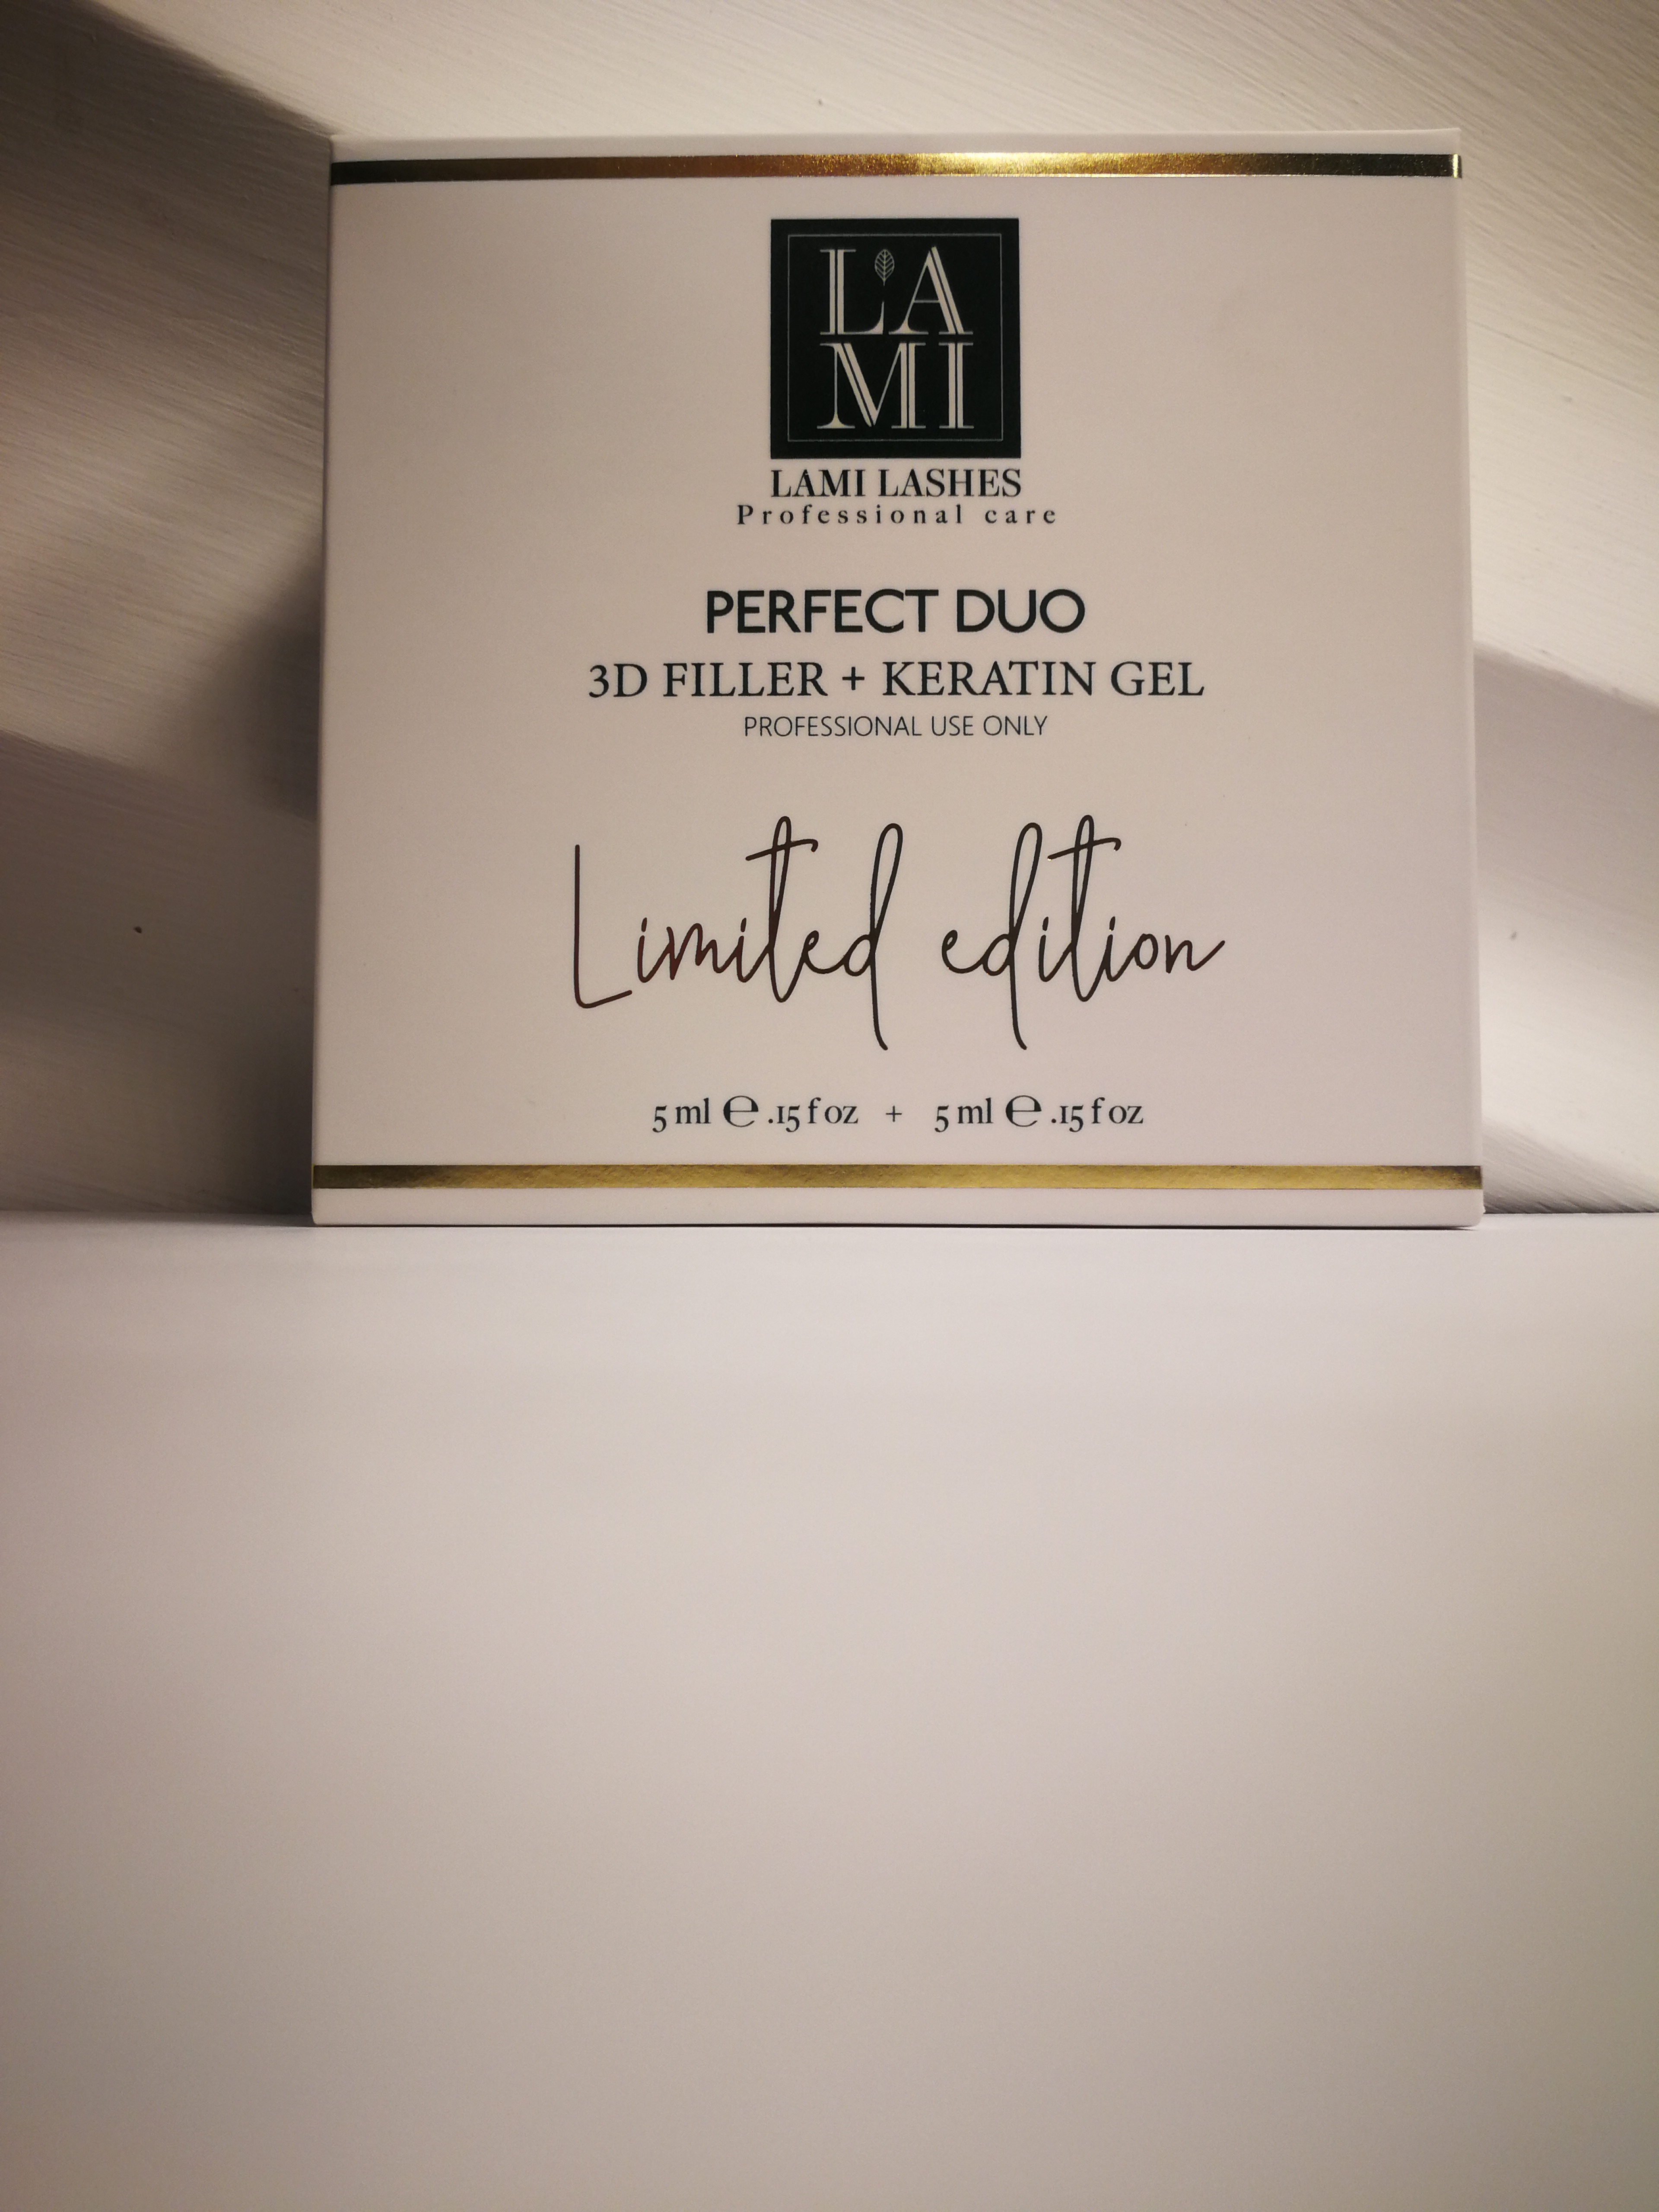 L'A
MI
LAMI LASHES
Professional care
PERFECT DUO
3D FILLER + KERATIN GEL
PROFESSIONAL USE ONLY
Limited edition
5 ml ℮ .15 f oz + 5 ml ℮ .15 f oz